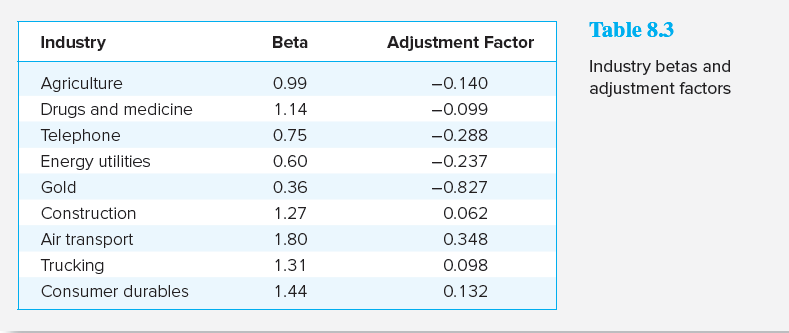 Table 8.3
Industry betas and
adjustment factors
Industry Beta Adjustment Factor
Agriculture 0.99 −0.140
Drugs and medicine 1.14 −0.099
Telephone 0.75 −0.288
Energy utilities 0.60 −0.237
Gold 0.36 −0.827
Construction 1.27 0.062
Air transport 1.80 0.348
Trucking 1.31 0.098
Consumer durables 1.44 0.132